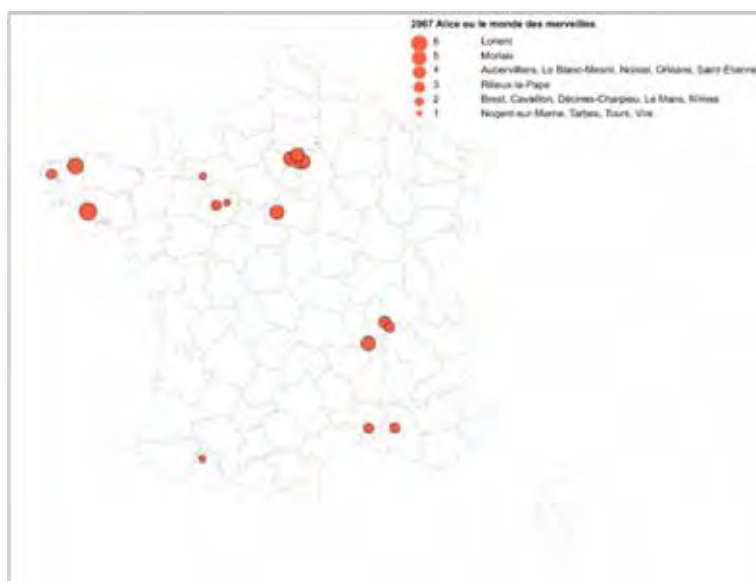 2007 Alice ou le monde des merveilles
6 Lorient
5 Morlaix
4 Aubervilliers, Le Blanc-Mesnil, Noisiel, Orléans, Saint-Etienne
3 Rillieux-la-Pape
2 Brest, Cavaillon, Décines-Charpieu, Le Mans, Nîmes
1 Nogent-sur-Marne, Tarbes, Tours, Vire